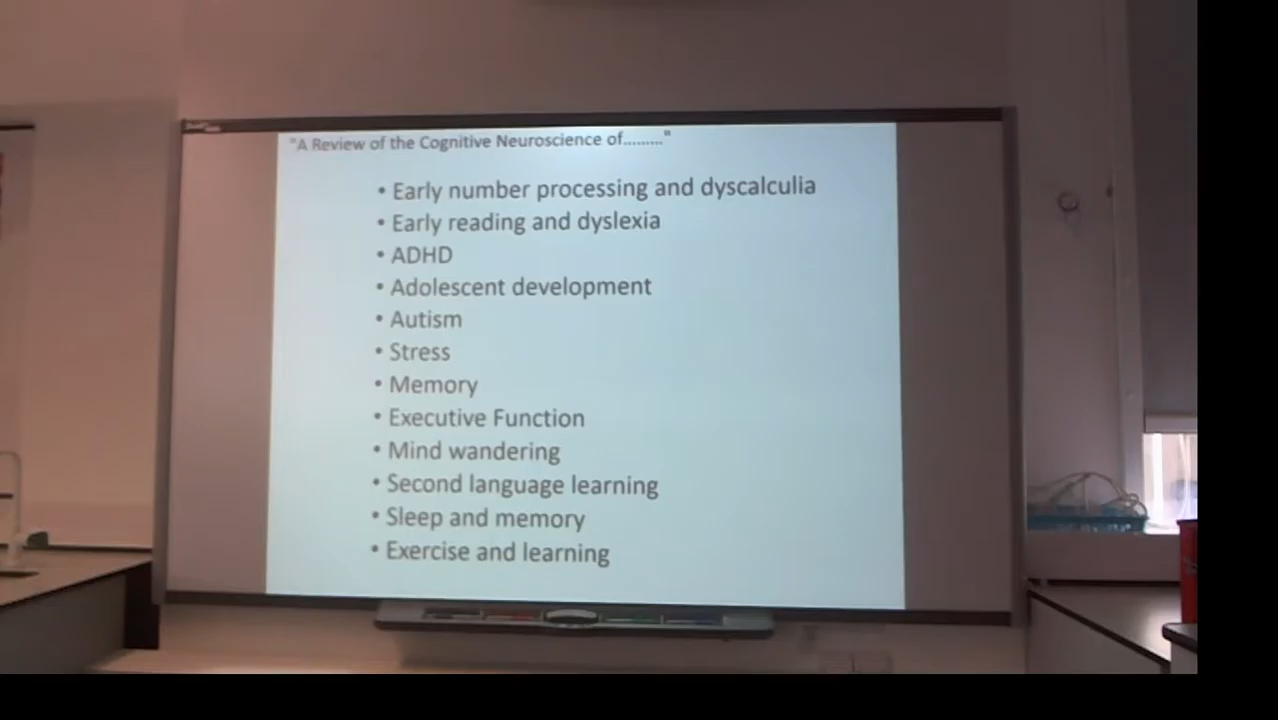 "A Review of the Cognitive Neuroscience of........."
• Early number processing and dyscalculia
• Early reading and dyslexia
• ADHD
• Adolescent development
• Autism
• Stress
• Memory
• Executive Function
• Mind wandering
• Second language learning
• Sleep and memory
• Exercise and learning